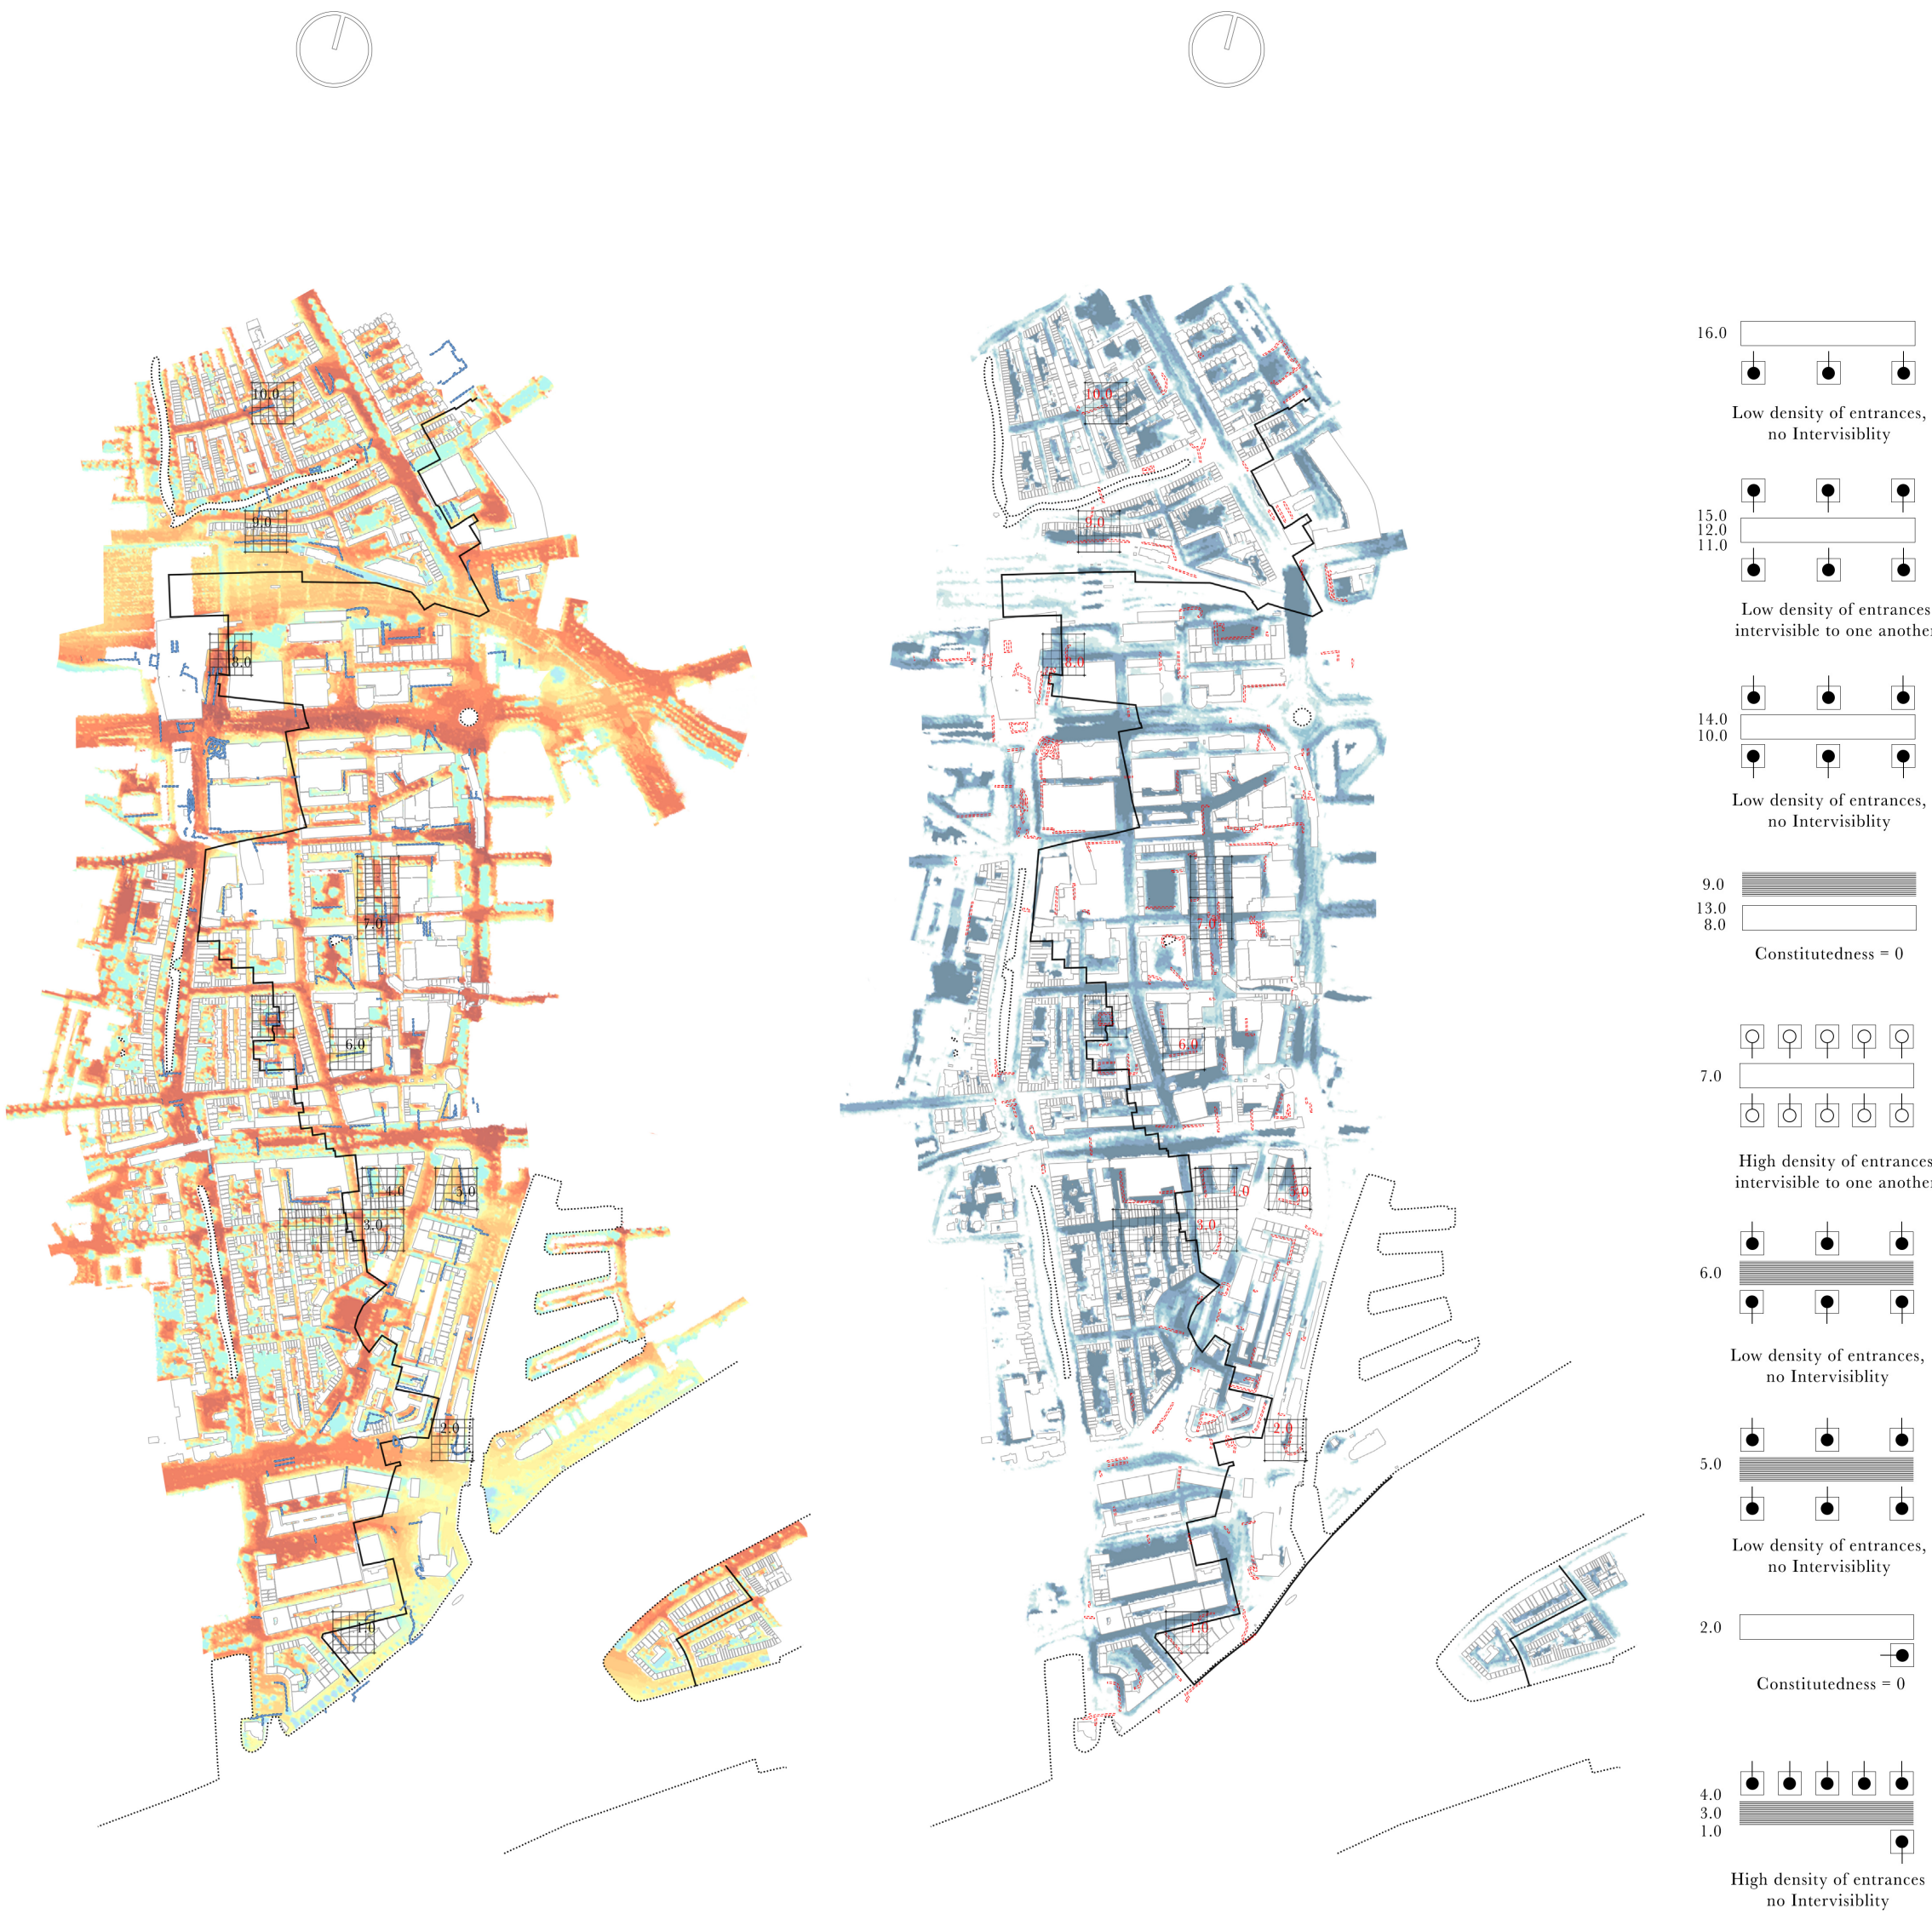 10.0
9.0
8.0
7.0
6.0
4.0
5.0
3.0
2.0
1.0
10.0
9.0
8.0
7.0
6.0
4.0
5.0
3.0
2.0
1.0
16.0
Low density of entrances,
no Intervisiblity
15.0
12.0
11.0
Low density of entrances
intervisible to one another
14.0
10.0
Low density of entrances,
no Intervisiblity
9.0
13.0
8.0
Constitutedness = 0
7.0
High density of entrances
intervisible to one another
6.0
Low density of entrances,
no Intervisiblity
5.0
Low density of entrances,
no Intervisiblity
2.0
Constitutedness = 0
4.0
3.0
1.0
High density of entrances
no Intervisiblity